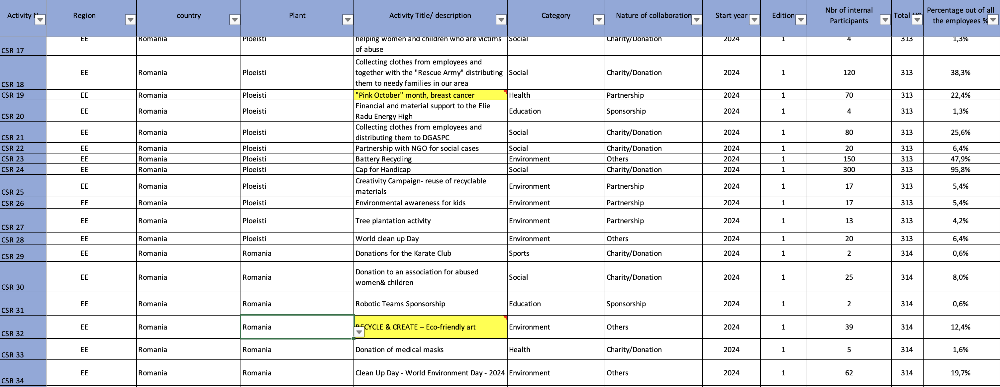 Activity Region country Plant Activity Title/ description Category Nature of collaboration Start year Edition Nbr of internal Participants Total Percentage out of all the employees %
CSR 17 EE Romania Ploeisti helping women and children who are victims of abuse Social Charity/Donation 2024 1 4 313 1,3%
CSR 18 EE Romania Ploeisti Collecting clothes from employees and together with the "Rescue Army" distributing them to needy families in our area Social Charity/Donation 2024 1 120 313 38,3%
CSR 19 EE Romania Ploeisti "Pink October" month, breast cancer Health Partnership 2024 1 70 313 22,4%
CSR 20 EE Romania Ploeisti Financial and material support to the Elie Radu Energy High Education Sponsorship 2024 1 4 313 1,3%
CSR 21 EE Romania Ploeisti Collecting clothes from employees and distributing them to DGASPC Social Charity/Donation 2024 1 80 313 25,6%
CSR 22 EE Romania Ploeisti Partnership with NGO for social cases Social Charity/Donation 2024 1 20 313 6,4%
CSR 23 EE Romania Ploeisti Battery Recycling Environment Others 2024 1 150 313 47,9%
CSR 24 EE Romania Ploeisti Cap for Handicap Social Charity/Donation 2024 1 300 313 95,8%
CSR 25 EE Romania Ploeisti Creativity Campaign- reuse of recyclable materials Environment Partnership 2024 1 17 313 5,4%
CSR 26 EE Romania Ploeisti Environmental awareness for kids Environment Partnership 2024 1 17 313 5,4%
CSR 27 EE Romania Ploeisti Tree plantation activity Environment Partnership 2024 1 13 313 4,2%
CSR 28 EE Romania Ploeisti World clean up Day Environment Others 2024 1 20 313 6,4%
CSR 29 EE Romania Romania Donations for the Karate Club Sports Charity/Donation 2024 1 2 314 0,6%
CSR 30 EE Romania Romania Donation to an association for abused women& children Social Charity/Donation 2024 1 25 314 8,0%
CSR 31 EE Romania Romania Robotic Teams Sponsorship Education Sponsorship 2024 1 2 314 0,6%
CSR 32 EE Romania Romania RECYCLE & CREATE – Eco-friendly art Environment Others 2024 1 39 314 12,4%
CSR 33 EE Romania Romania Donation of medical masks Health Charity/Donation 2024 1 5 314 1,6%
CSR 34 EE Romania Romania Clean Up Day - World Environment Day - 2024 Environment Others 2024 1 62 314 19,7%